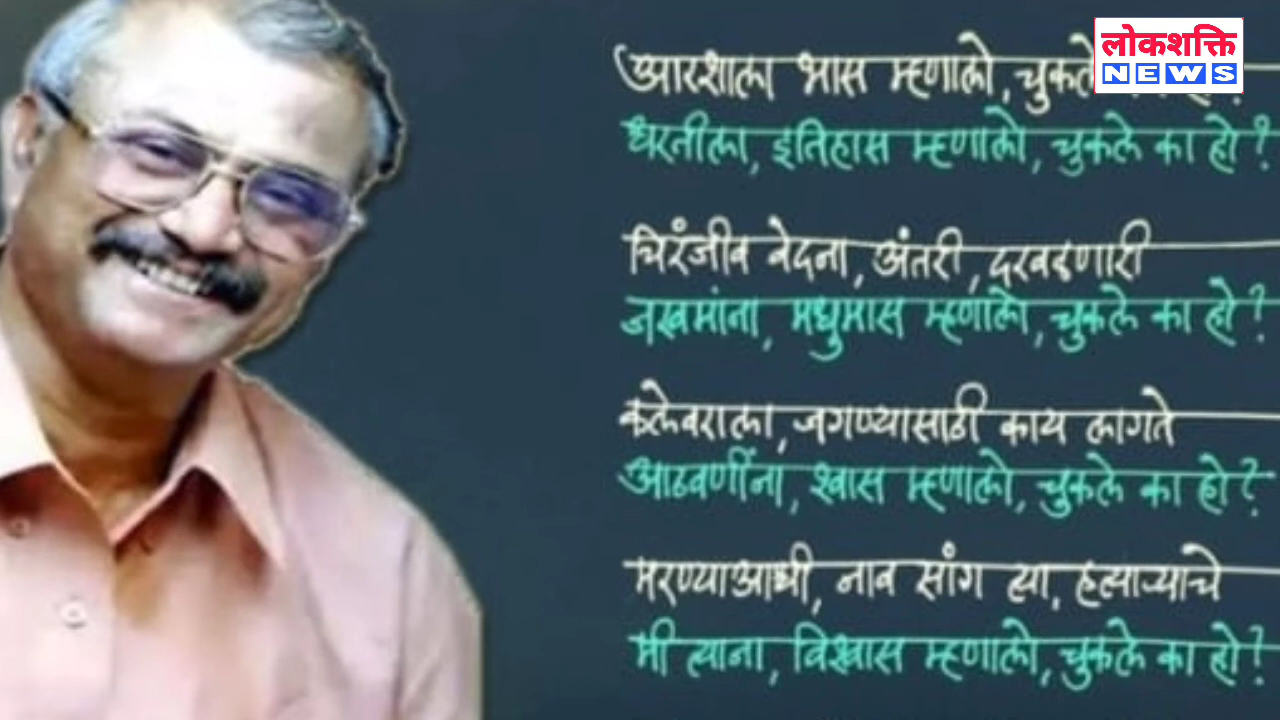 लोकशक्ति
NEWS
आरशाला भास म्हणालो, चुकले हो?
धरतीला, इतिहास म्हणालो, चुकले का हो?
चिरंजीव वेदना, अंतरी, दरवळणारी
जखमांना, मधुमास म्हणालो, चुकले का हो?
कलेवराला, जगण्यासाठी काय लागते
आठवणींना, श्वास म्हणालो, चुकले का हो?
मरण्याआधी, नाव सांग त्या, हत्याऱ्याचे
मी त्याना, विश्वास म्हणालो, चुकले का हो?